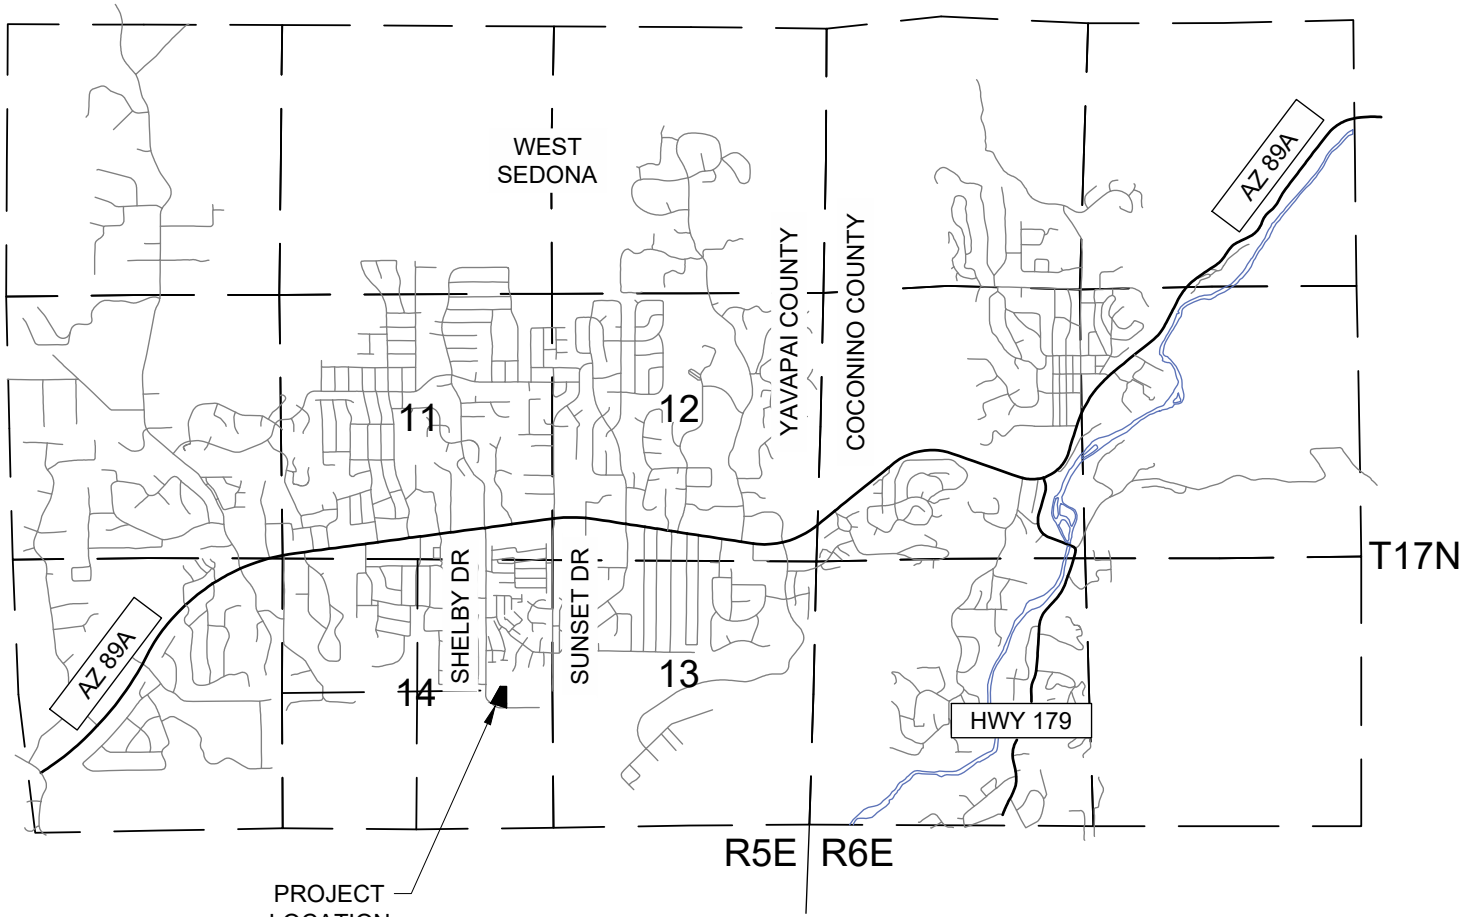 WEST
SEDONA
AZ 89A
YAVAPAI COUNTY
COCONINO COUNTY
11
12
T17N
SHELBY DR
SUNSET DR
AZ 89A
14
13
HWY 179
R5E
R6E
PROJECT
LOCATION